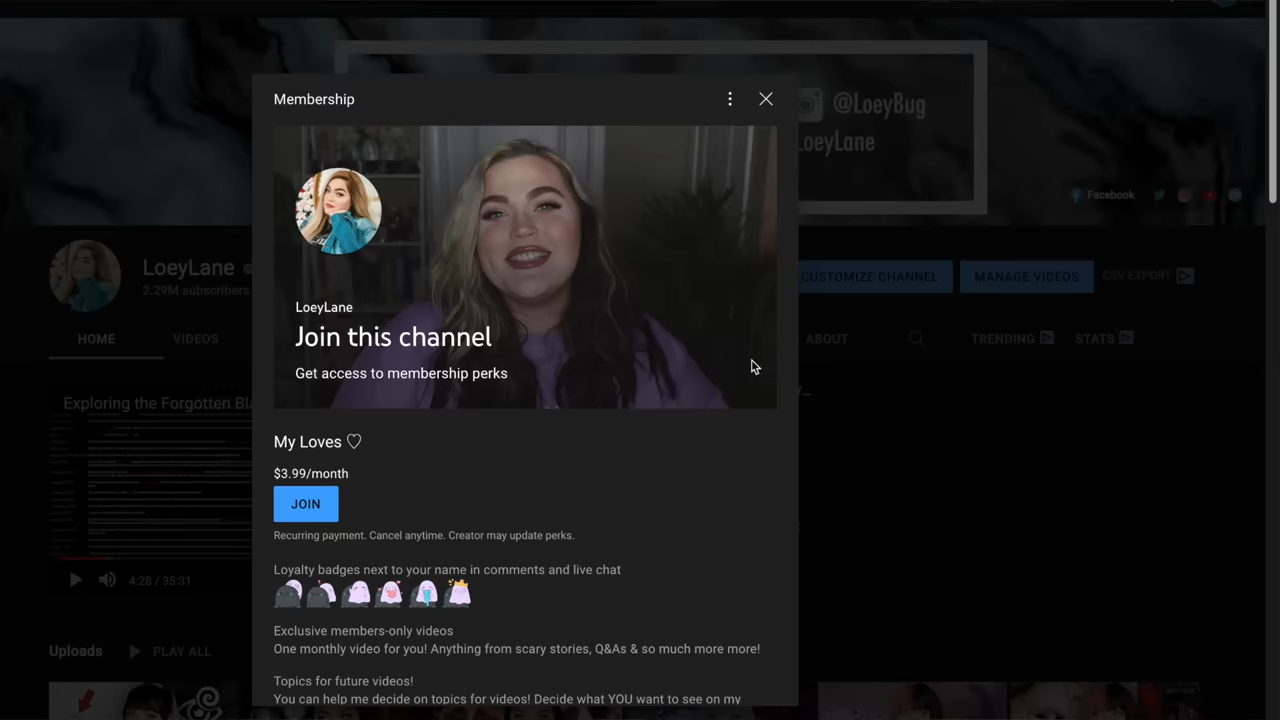 @LoeyBug
LoeyLane
Facebook
Membership
LoeyLane
2.29M subscribers
CUSTOMIZE CHANNEL
MANAGE VIDEOS
CSV EXPORT
HOME
VIDEOS
ABOUT
TRENDING
STATS
LoeyLane
Join this channel
Get access to membership perks
Exploring the Forgotten Bla
My Loves ♡
$3.99/month
JOIN
Recurring payment. Cancel anytime. Creator may update perks.
Loyalty badges next to your name in comments and live chat
4:28 / 35:31
Exclusive members-only videos
One monthly video for you! Anything from scary stories, Q&As & so much more more!
Uploads
PLAY ALL
Topics for future videos!
You can help me decide on topics for videos! Decide what YOU want to see on my